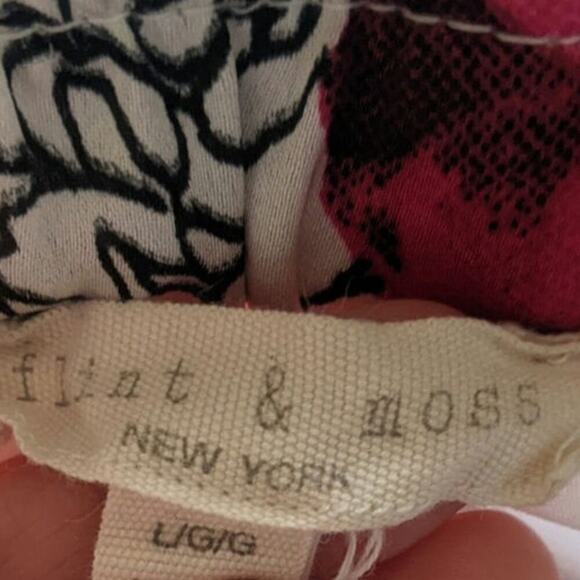 flint & moss
NEW YORK
L/G/G